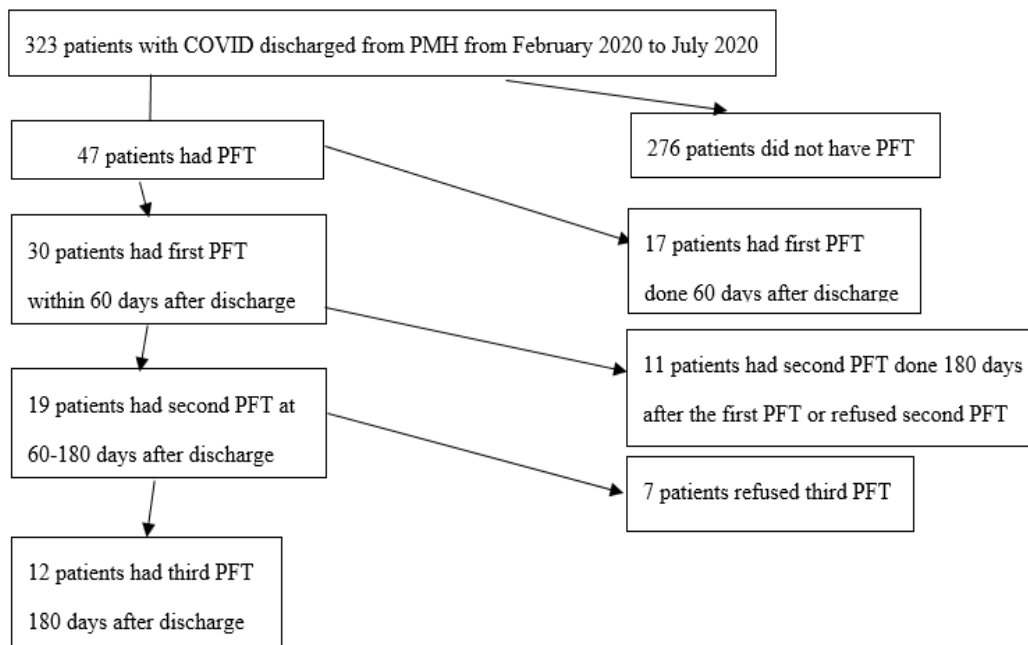 323 patients with COVID discharged from PMH from February 2020 to July 2020
47 patients had PFT
276 patients did not have PFT
30 patients had first PFT
within 60 days after discharge
17 patients had first PFT
done 60 days after discharge
19 patients had second PFT at
60-180 days after discharge
11 patients had second PFT done 180 days
after the first PFT or refused second PFT
7 patients refused third PFT
12 patients had third PFT
180 days after discharge